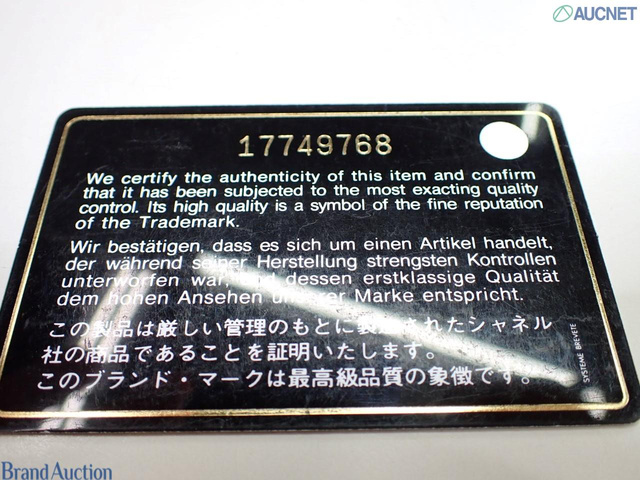 AUCNET
17749768
We certify the authenticity of this item and confirm
that it has been subjected to the most exacting quality
control. Its high quality is a symbol of the fine reputation
of the Trademark.
Wir bestätigen, dass es sich um einen Artikel handelt,
der während seiner Herstellung strengsten Kontrollen
unterworfen war, und dessen erstklassige Qualität
dem hohen Ansehen unserer Marke entspricht.
この製品は厳しい管理のもとに製造されたシャネル
社の商品であることを証明いたします。
このブランド・マークは最高級品質の象徴です。
SYSTEME BREVETE
Brand Auction